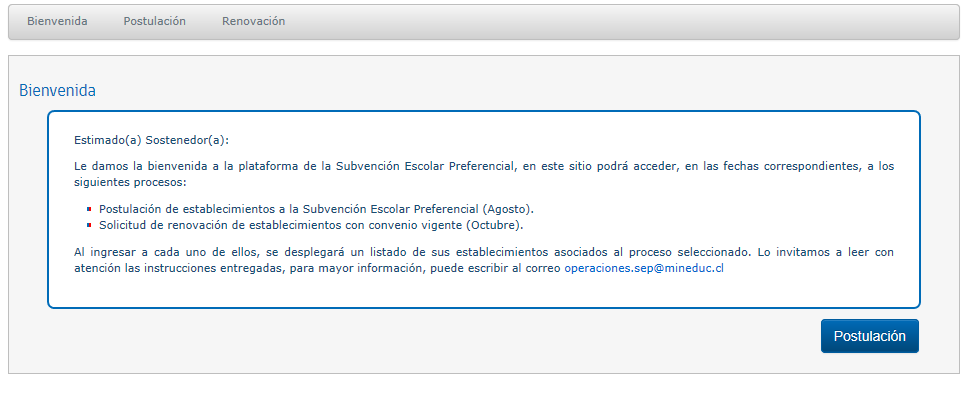 Bienvenida Postulación Renovación
Bienvenida
Estimado(a) Sostenedor(a):
Le damos la bienvenida a la plataforma de la Subvención Escolar Preferencial, en este sitio podrá acceder, en las fechas correspondientes, a los
siguientes procesos:
Postulación de establecimientos a la Subvención Escolar Preferencial (Agosto).
Solicitud de renovación de establecimientos con convenio vigente (Octubre).
Al ingresar a cada uno de ellos, se desplegará un listado de sus establecimientos asociados al proceso seleccionado. Lo invitamos a leer con
atención las instrucciones entregadas, para mayor información, puede escribir al correo operaciones.sep@mineduc.cl
Postulación